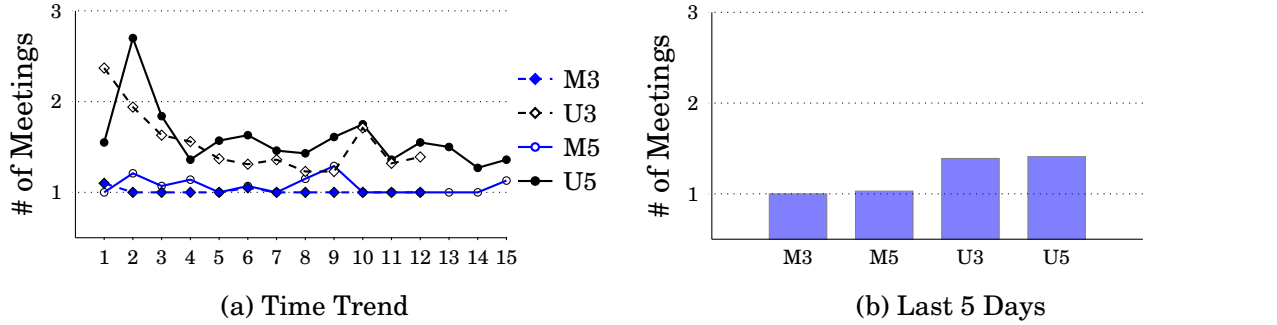 # of Meetings
3
2
1
1 2 3 4 5 6 7 8 9 10 11 12 13 14 15
M3
U3
M5
U5
(a) Time Trend
# of Meetings
3
2
1
M3 M5 U3 U5
(b) Last 5 Days